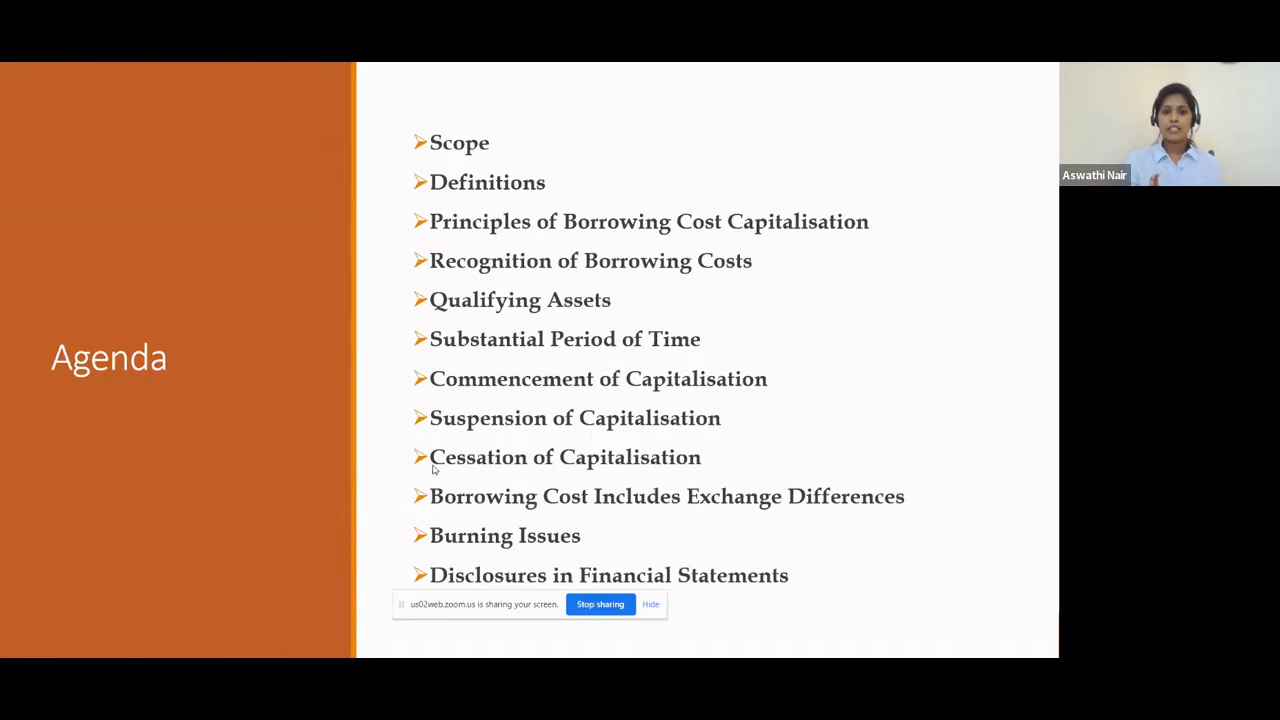 Agenda
Scope
Definitions
Principles of Borrowing Cost Capitalisation
Recognition of Borrowing Costs
Qualifying Assets
Substantial Period of Time
Commencement of Capitalisation
Suspension of Capitalisation
Cessation of Capitalisation
Borrowing Cost Includes Exchange Differences
Burning Issues
Disclosures in Financial Statements
us02web.zoom.us is sharing your screen. Stop sharing Hide
Aswathi Nair